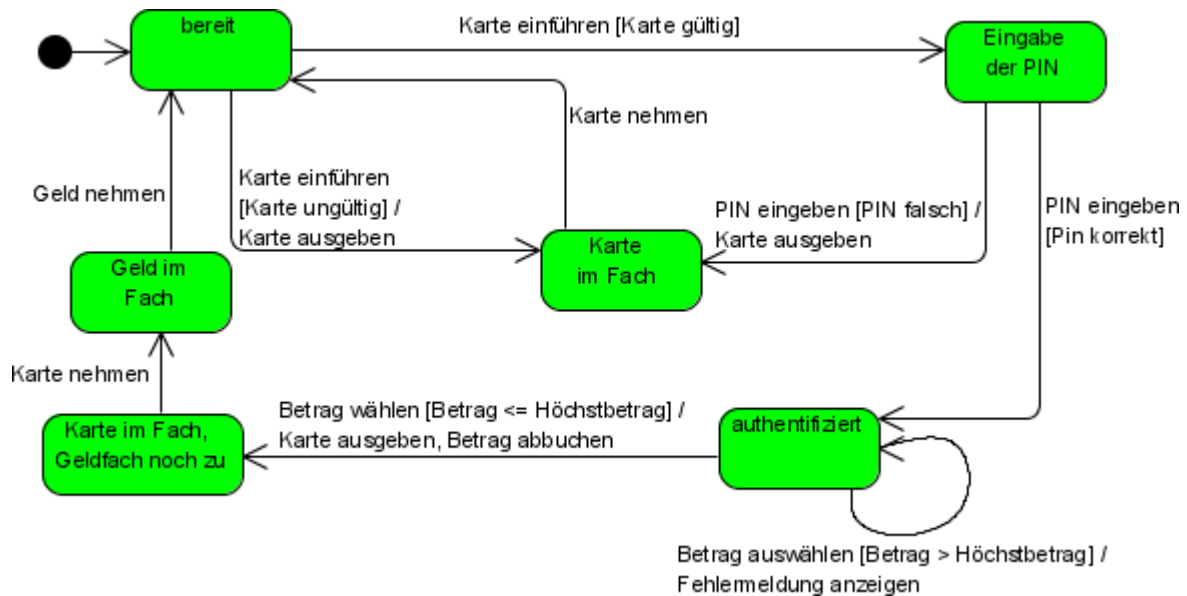 bereit
Karte einführen [Karte gültig]
Eingabe
der PIN
Karte nehmen
Geld nehmen
Karte einführen
[Karte ungültig] /
Karte ausgeben
PIN eingeben [PIN falsch] /
Karte ausgeben
PIN eingeben
[Pin korrekt]
Karte
im Fach
Geld im
Fach
Karte nehmen
Betrag wählen [Betrag <= Höchstbetrag] /
Karte ausgeben, Betrag abbuchen
authentifiziert
Karte im Fach,
Geldfach noch zu
Betrag auswählen [Betrag > Höchstbetrag] /
Fehlermeldung anzeigen